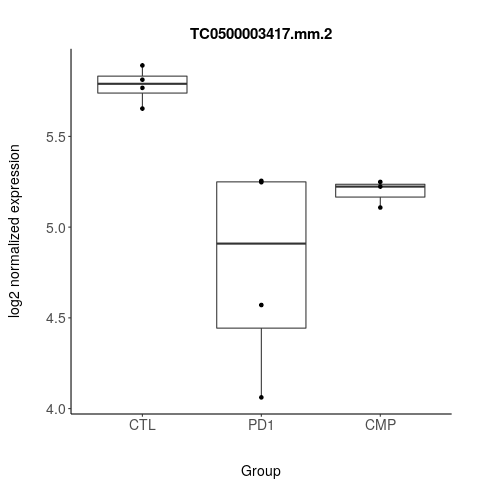 TC0500003417.mm.2
log2 normalized expression
5.5
5.0
4.5
4.0
CTL PD1 CMP
Group